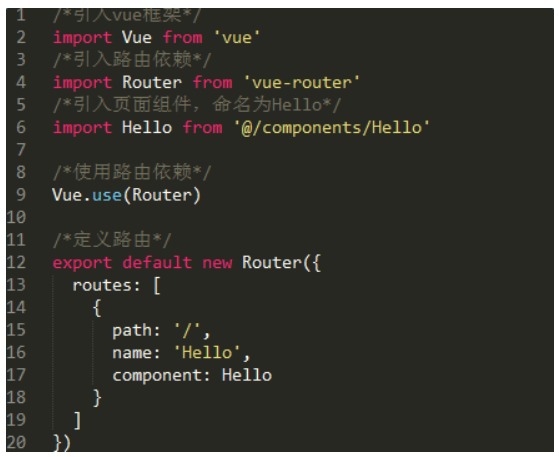 1 /*引入vue框架*/
2 import Vue from 'vue'
3 /*引入路由依赖*/
4 import Router from 'vue-router'
5 /*引入页面组件，命名为Hello*/
6 import Hello from '@/components/Hello'
7
8 /*使用路由依赖*/
9 Vue.use(Router)
10
11 /*定义路由*/
12 export default new Router({
13   routes: [
14     {
15       path: '/',
16       name: 'Hello',
17       component: Hello
18     }
19   ]
20 })